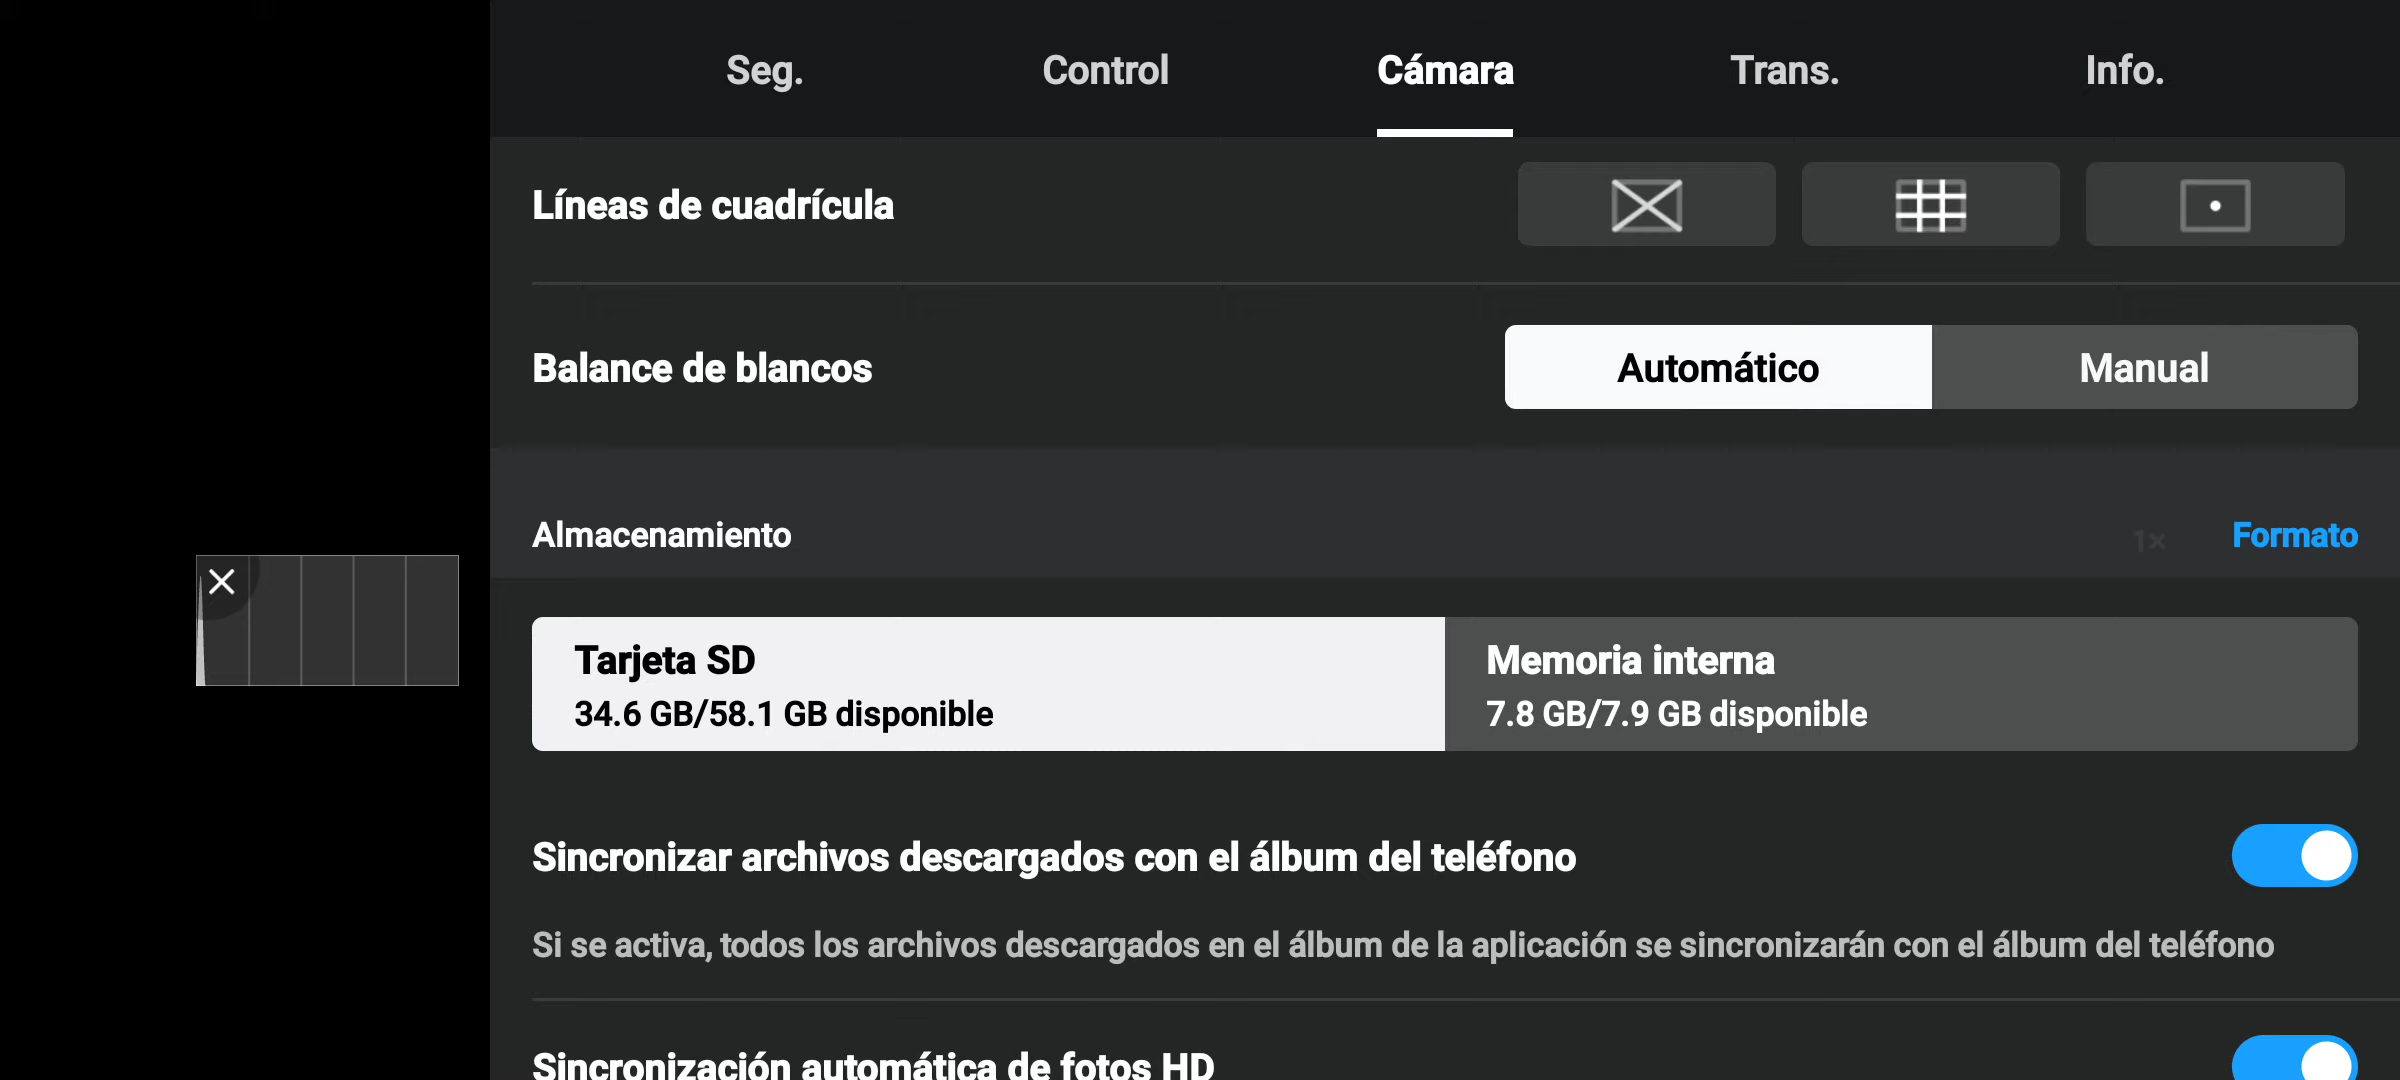 Seg. Control Cámara Trans. Info.
Líneas de cuadrícula
Balance de blancos Automático Manual
Almacenamiento 1× Formato
Tarjeta SD Memoria interna
34.6 GB/58.1 GB disponible 7.8 GB/7.9 GB disponible
Sincronizar archivos descargados con el álbum del teléfono
Si se activa, todos los archivos descargados en el álbum de la aplicación se sincronizarán con el álbum del teléfono
Sincronización automática de fotos HD